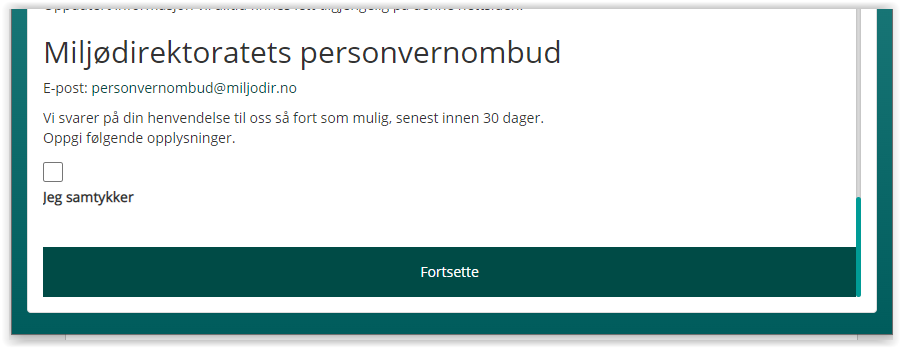 Miljødirektoratets personvernombud
E-post: personvernombud@miljodir.no
Vi svarer på din henvendelse til oss så fort som mulig, senest innen 30 dager.
Oppgi følgende opplysninger.
Jeg samtykker
Fortsette